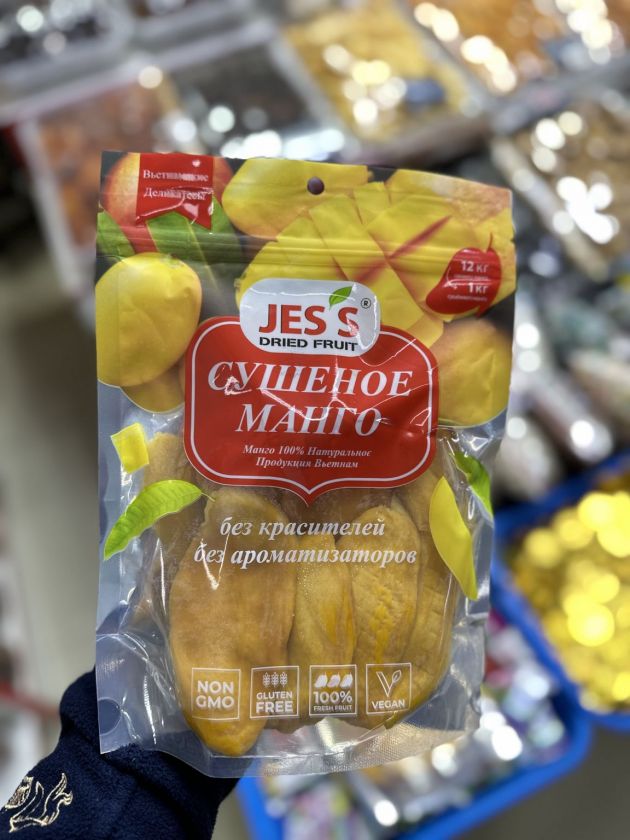 Вьетнамские
Деликатесы
12 КГ
1 КГ
JES'S®
DRIED FRUIT
СУШЕНОЕ
МАНГО
Манго 100% Натуральное
Продукция Вьетнам
без красителей
без ароматизаторов
NON
GMO
GLUTEN
FREE
100%
FRESH FRUIT
VEGAN